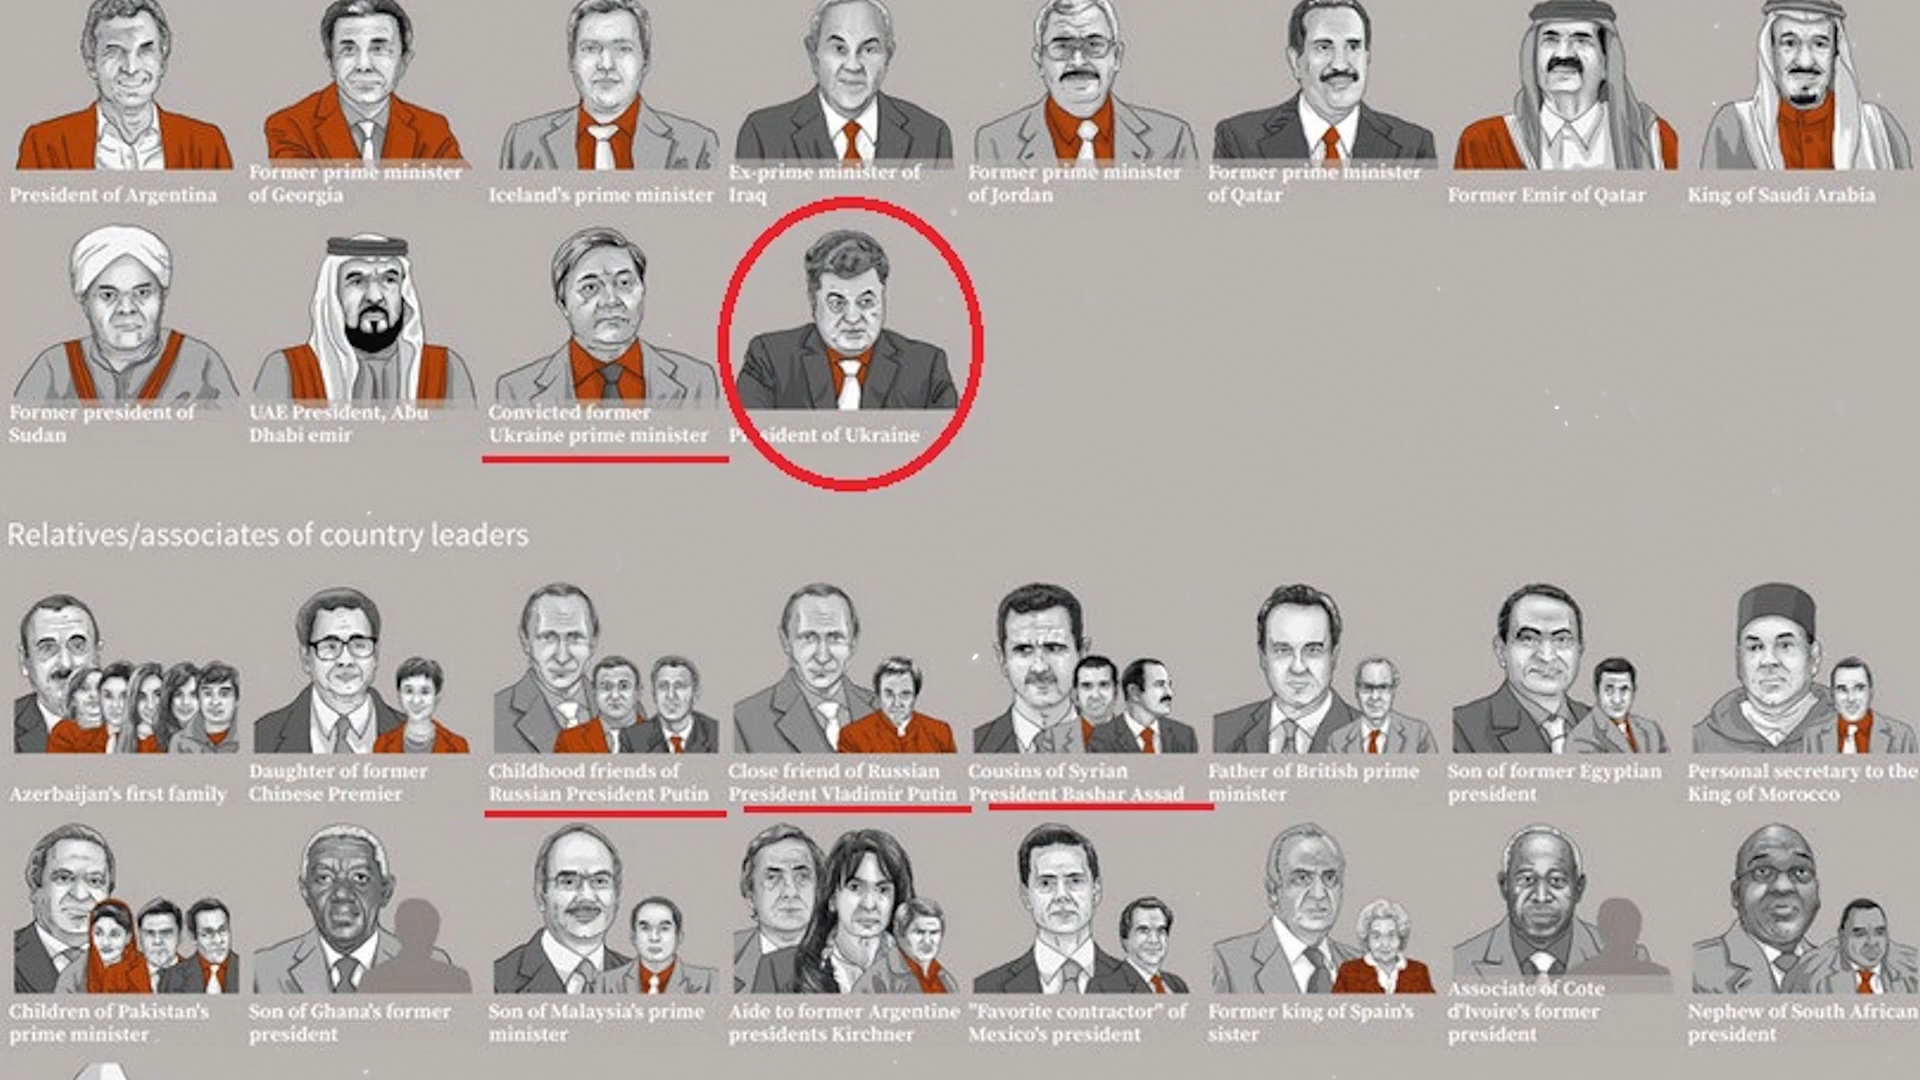 President of Argentina
Former prime minister
of Georgia
Iceland's prime minister
Ex-prime minister of
Iraq
Former prime minister
of Jordan
Former prime minister
of Qatar
Former Emir of Qatar
King of Saudi Arabia
Former president of
Sudan
UAE President, Abu
Dhabi emir
Convicted former
Ukraine prime minister
President of Ukraine
Relatives/associates of country leaders
Azerbaijan's first family
Daughter of former
Chinese Premier
Childhood friends of
Russian President Putin
Close friend of Russian
President Vladimir Putin
Cousins of Syrian
President Bashar Assad
Father of British prime
minister
Son of former Egyptian
president
Personal secretary to the
King of Morocco
Children of Pakistan's
prime minister
Son of Ghana's former
president
Son of Malaysia's prime
minister
Aide to former Argentine
presidents Kirchner
"Favorite contractor" of
Mexico's president
Former king of Spain's
sister
Associate of Cote
d'Ivoire's former
president
Nephew of South African
president